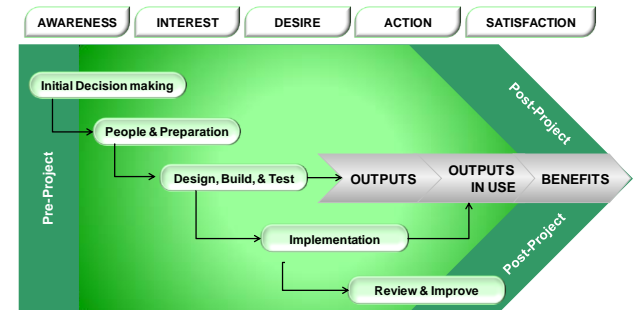 AWARENESS
INTEREST
DESIRE
ACTION
SATISFACTION
Initial Decision making
People & Preparation
Design, Build, & Test
Implementation
Review & Improve
Pre-Project
OUTPUTS
OUTPUTS
IN USE
BENEFITS
Post-Project
Post-Project